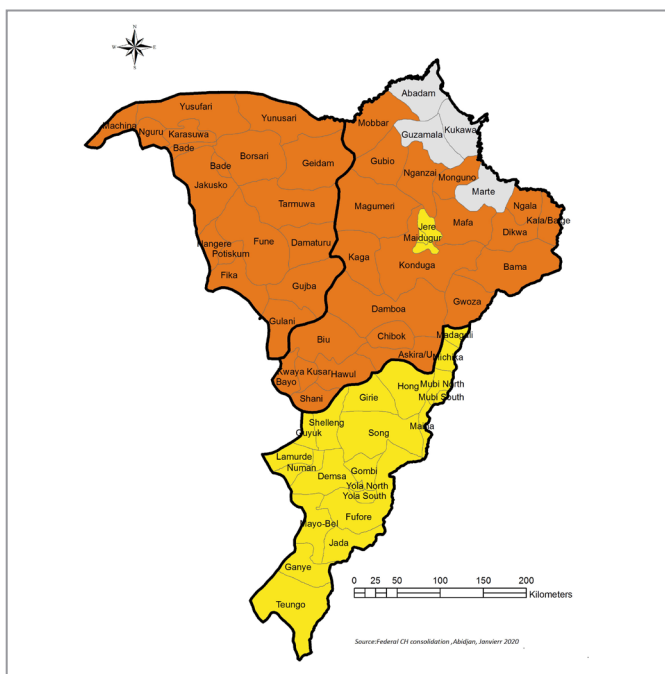 N
W E
S
Abadam
Yusufari
Kukawa
Machina
Yunusari
Mobbar
Nguru
Karasuwa
Guzamala
Bade
Borsari
Geidam
Gubio
Bade
Nganzai
Monguno
Jakusko
Marte
Tarmuwa
Magumeri
Ngala
Jere
Mafa
Kala/Balge
Maidugur
Dikwa
Nangere
Fune
Damaturu
Potiskum
Kaga
Konduga
Bama
Fika
Gujba
Gwoza
Damboa
Gulani
Chibok
Madagali
Biu
Askira/U
Michika
Kwaya Kusar
Hawul
Bayo
Hong
Mubi North
Shani
Girie
Mubi South
Shelleng
Guyuk
Song
Maiha
Lamurde
Numan
Gombi
Demsa
Yola North
Yola South
Fufore
Mayo-Bel
Jada
Ganye
Teungo
0 25 50 100 150 200
Kilometers
Source:Federal CH consolidation ,Abidjan, Janvierr 2020